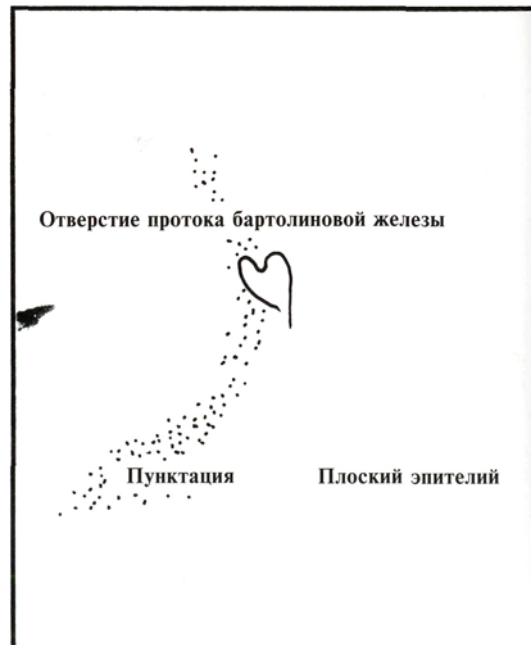 Отверстие протока бартолиновой железы
Пунктация Плоский эпителий